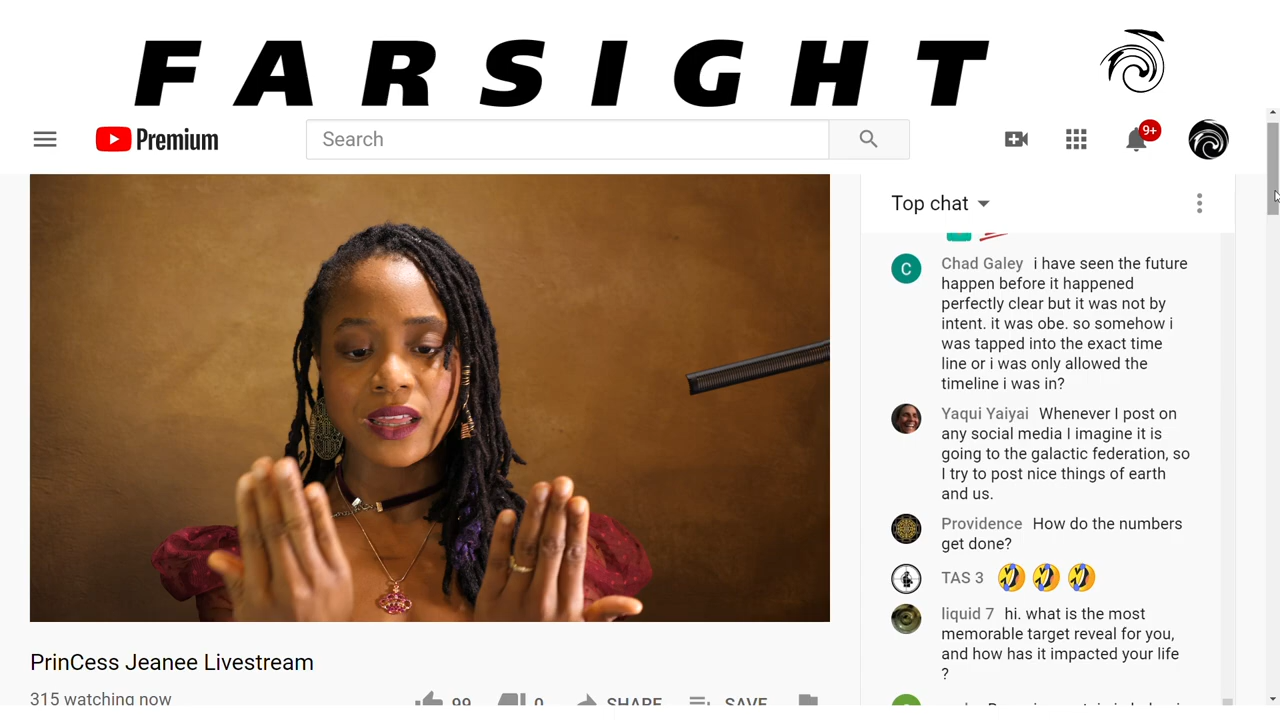 FARSIGHT
Premium
Search
9+
Top chat
Chad Galey i have seen the future
happen before it happened
perfectly clear but it was not by
intent. it was obe. so somehow i
was tapped into the exact time
line or i was only allowed the
timeline i was in?
C
Yaqui Yaiyai Whenever I post on
any social media I imagine it is
going to the galactic federation, so
I try to post nice things of earth
and us.
Providence How do the numbers
get done?
TAS 3 🤣🤣🤣
liquid 7 hi. what is the most
memorable target reveal for you,
and how has it impacted your life
?
PrinCess Jeanee Livestream
315 watching now
99
0
SHARE
SAVE